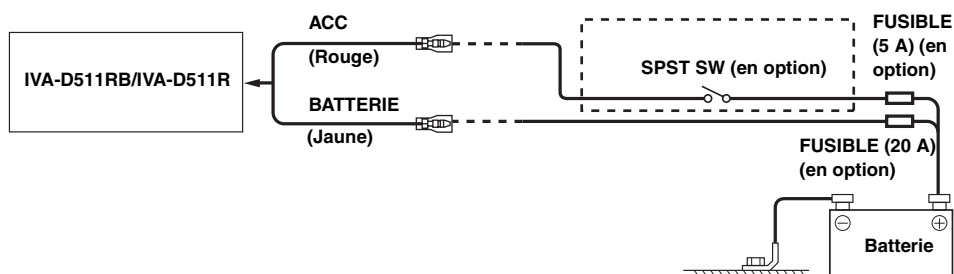 ACC
(Rouge)
IVA-D511RB/IVA-D511R
BATTERIE
(Jaune)
SPST SW (en option)
FUSIBLE
(5 A) (en
option)
FUSIBLE (20 A)
(en option)
Batterie